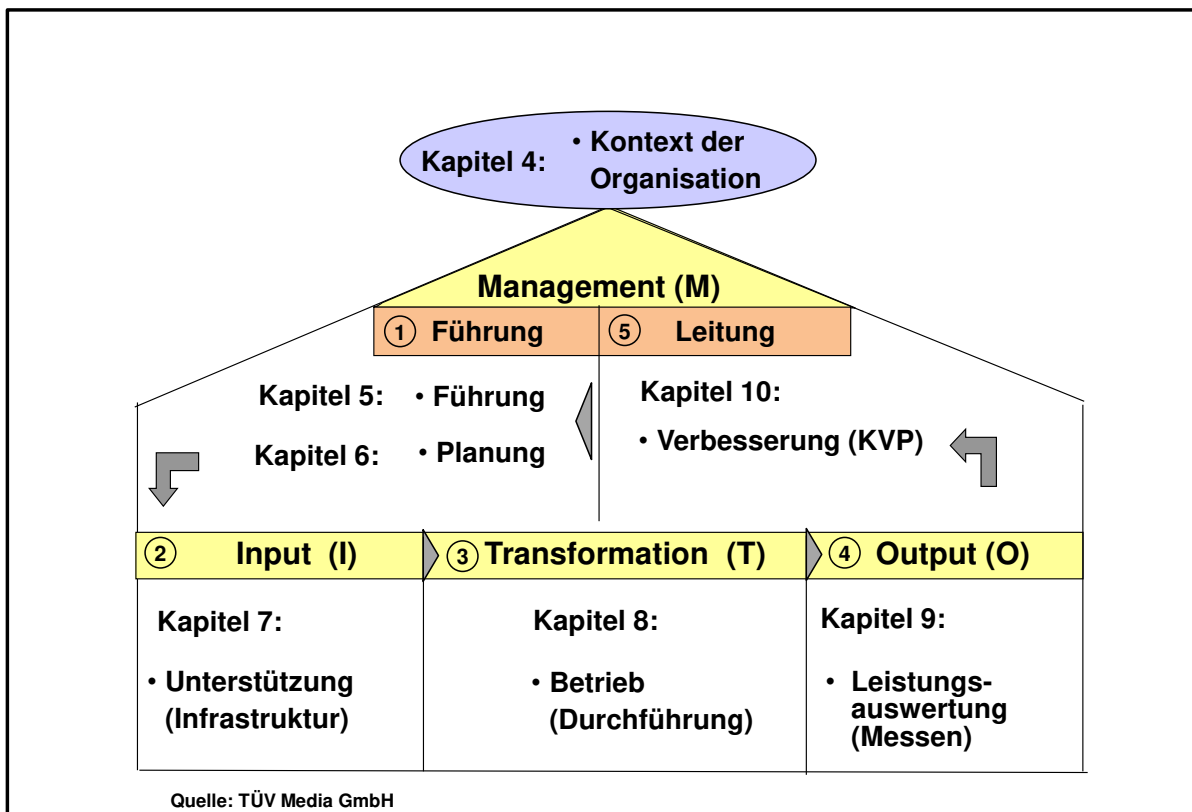 Kapitel 4:
• Kontext der
Organisation
Management (M)
1 Führung
5 Leitung
Kapitel 5: • Führung
Kapitel 6: • Planung
Kapitel 10:
• Verbesserung (KVP)
2 Input (I)
3 Transformation (T)
4 Output (O)
Kapitel 7:
• Unterstützung
(Infrastruktur)
Kapitel 8:
• Betrieb
(Durchführung)
Kapitel 9:
• Leistungs-
auswertung
(Messen)
Quelle: TÜV Media GmbH